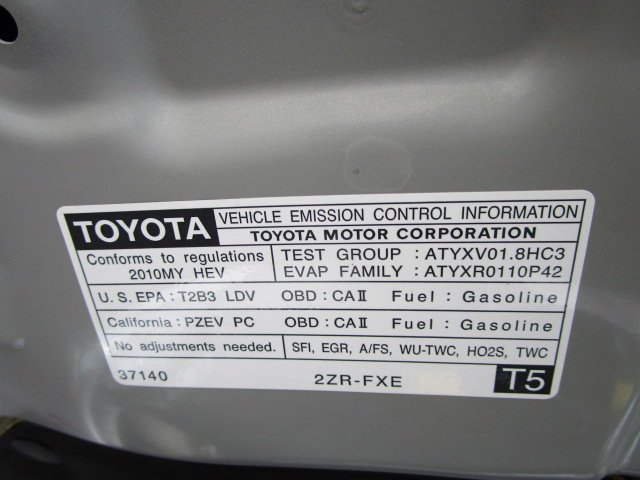 TOYOTA VEHICLE EMISSION CONTROL INFORMATION
TOYOTA MOTOR CORPORATION
Conforms to regulations
2010MY HEV
TEST GROUP : ATYXV01.8HC3
EVAP FAMILY : ATYXR0110P42
U.S. EPA : T2B3 LDV OBD : CAⅡ Fuel : Gasoline
California : PZEV PC OBD : CAⅡ Fuel : Gasoline
No adjustments needed. SFI, EGR, A/FS, WU-TWC, HO2S, TWC
37140 2ZR-FXE T5